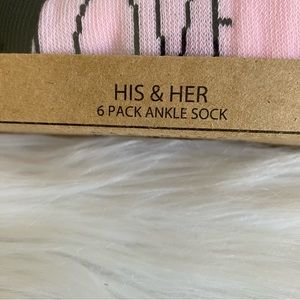 HIS & HER
6 PACK ANKLE SOCK